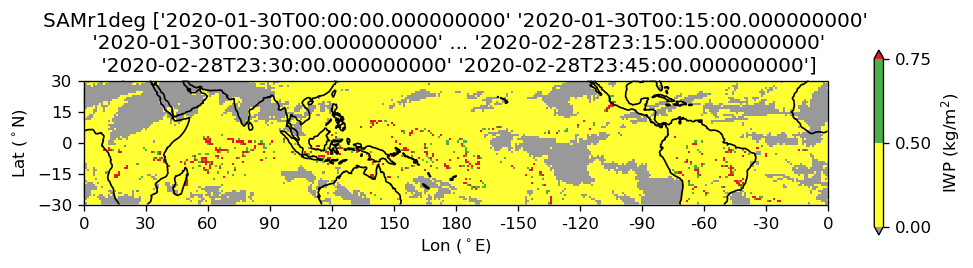 SAMr1deg ['2020-01-30T00:00:00.000000000' '2020-01-30T00:15:00.000000000'
'2020-01-30T00:30:00.000000000' ... '2020-02-28T23:15:00.000000000'
'2020-02-28T23:30:00.000000000' '2020-02-28T23:45:00.000000000']
30
15
0
−15
−30
Lat (°N)
0 30 60 90 120 150 180 -150 -120 -90 -60 -30 0
Lon (°E)
0.75
0.50
0.00
IWP (kg/m²)